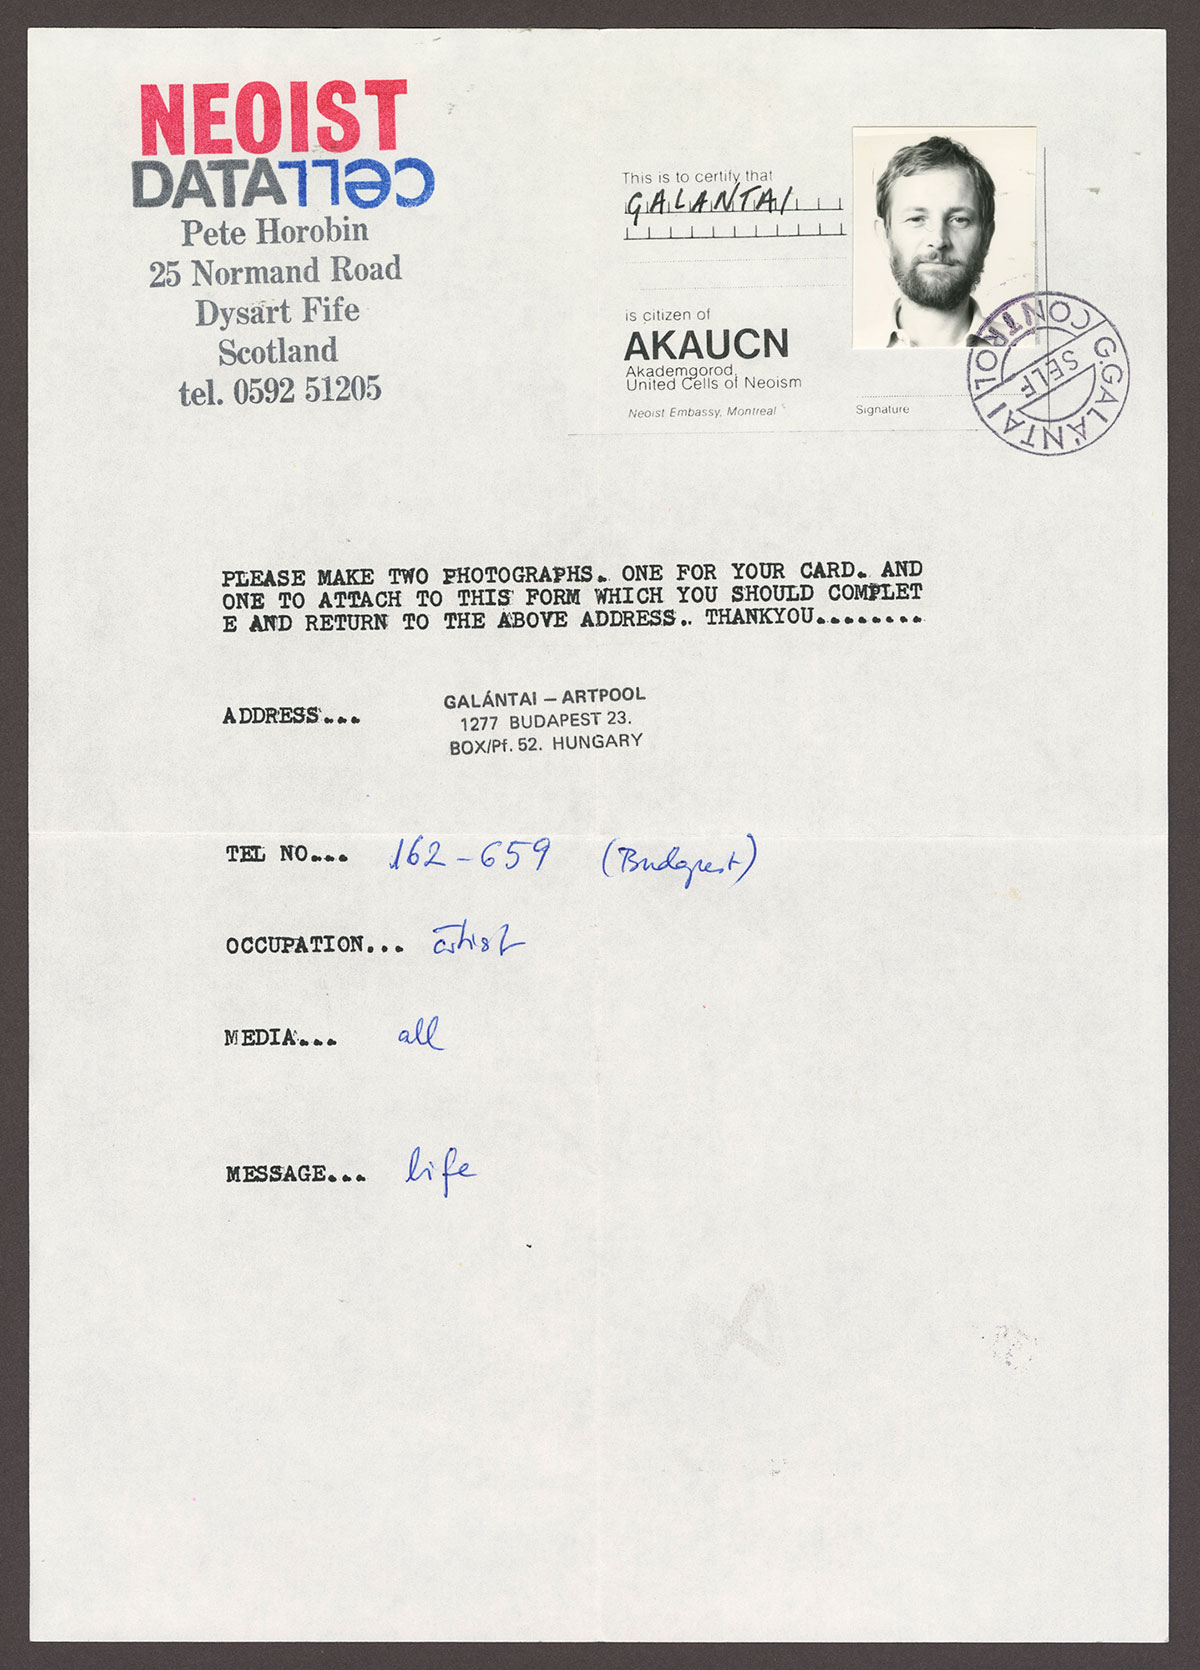 NEOIST
DATACELL
Pete Horobin
25 Normand Road
Dysart Fife
Scotland
tel. 0592 51205
This is to certify that
GALANTAI
is citizen of
AKAUCN
Akademgorod,
United Cells of Neoism
Neoist Embassy, Montreal
Signature
G.GALÁNTAI
SELF
CONTROL
PLEASE MAKE TWO PHOTOGRAPHS. ONE FOR YOUR CARD. AND
ONE TO ATTACH TO THIS FORM WHICH YOU SHOULD COMPLET
E AND RETURN TO THE ABOVE ADDRESS.. THANKYOU........
ADDRESS...
GALÁNTAI – ARTPOOL
1277 BUDAPEST 23.
BOX/Pf. 52. HUNGARY
TEL NO... 162-659 (Budapest)
OCCUPATION... artist
MEDIA... all
MESSAGE... life